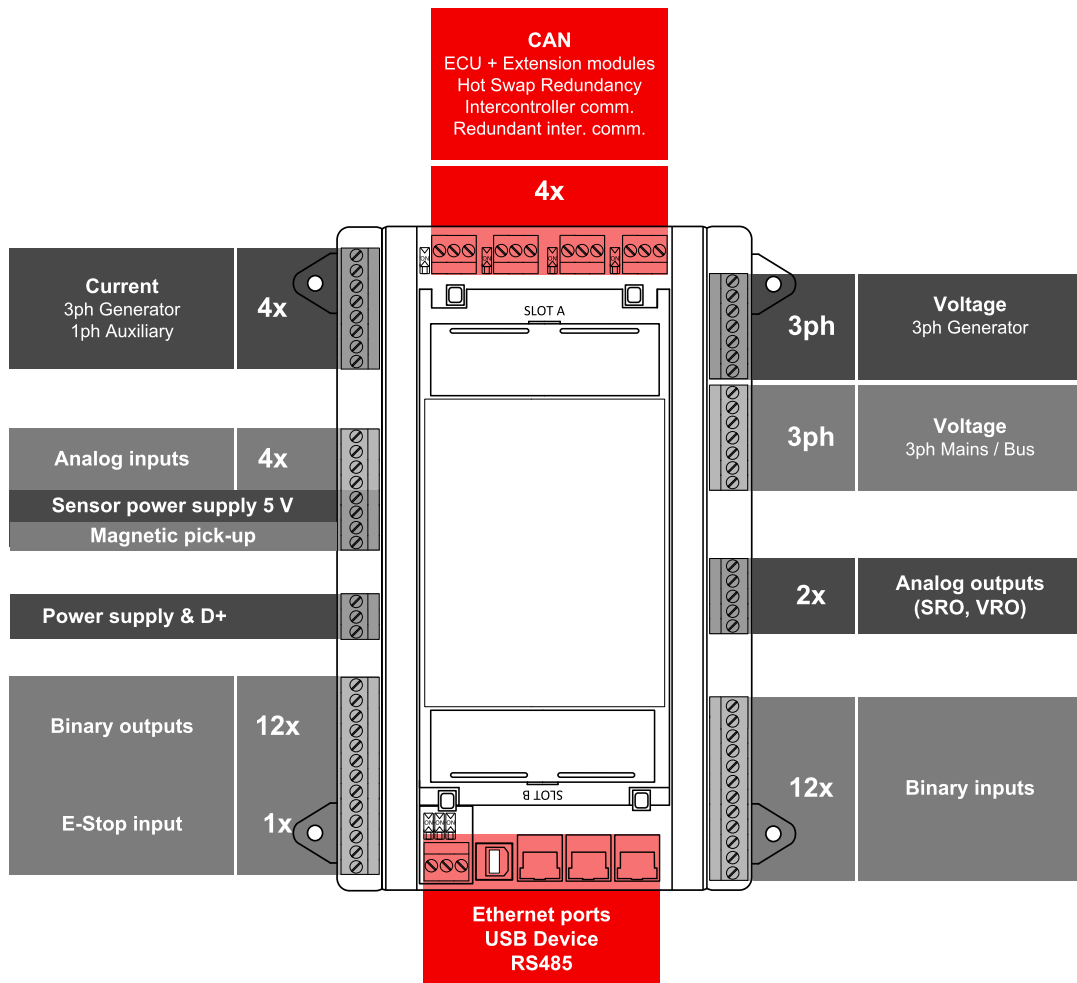 CAN
ECU + Extension modules
Hot Swap Redundancy
Intercontroller comm.
Redundant inter. comm.
4x
Current
3ph Generator
1ph Auxiliary
4x
SLOT A
3ph
Voltage
3ph Generator
3ph
Voltage
3ph Mains / Bus
Analog inputs
4x
Sensor power supply 5 V
Magnetic pick-up
Power supply & D+
2x
Analog outputs
(SRO, VRO)
Binary outputs
12x
E-Stop input
1x
12x
Binary inputs
SLOT B
Ethernet ports
USB Device
RS485